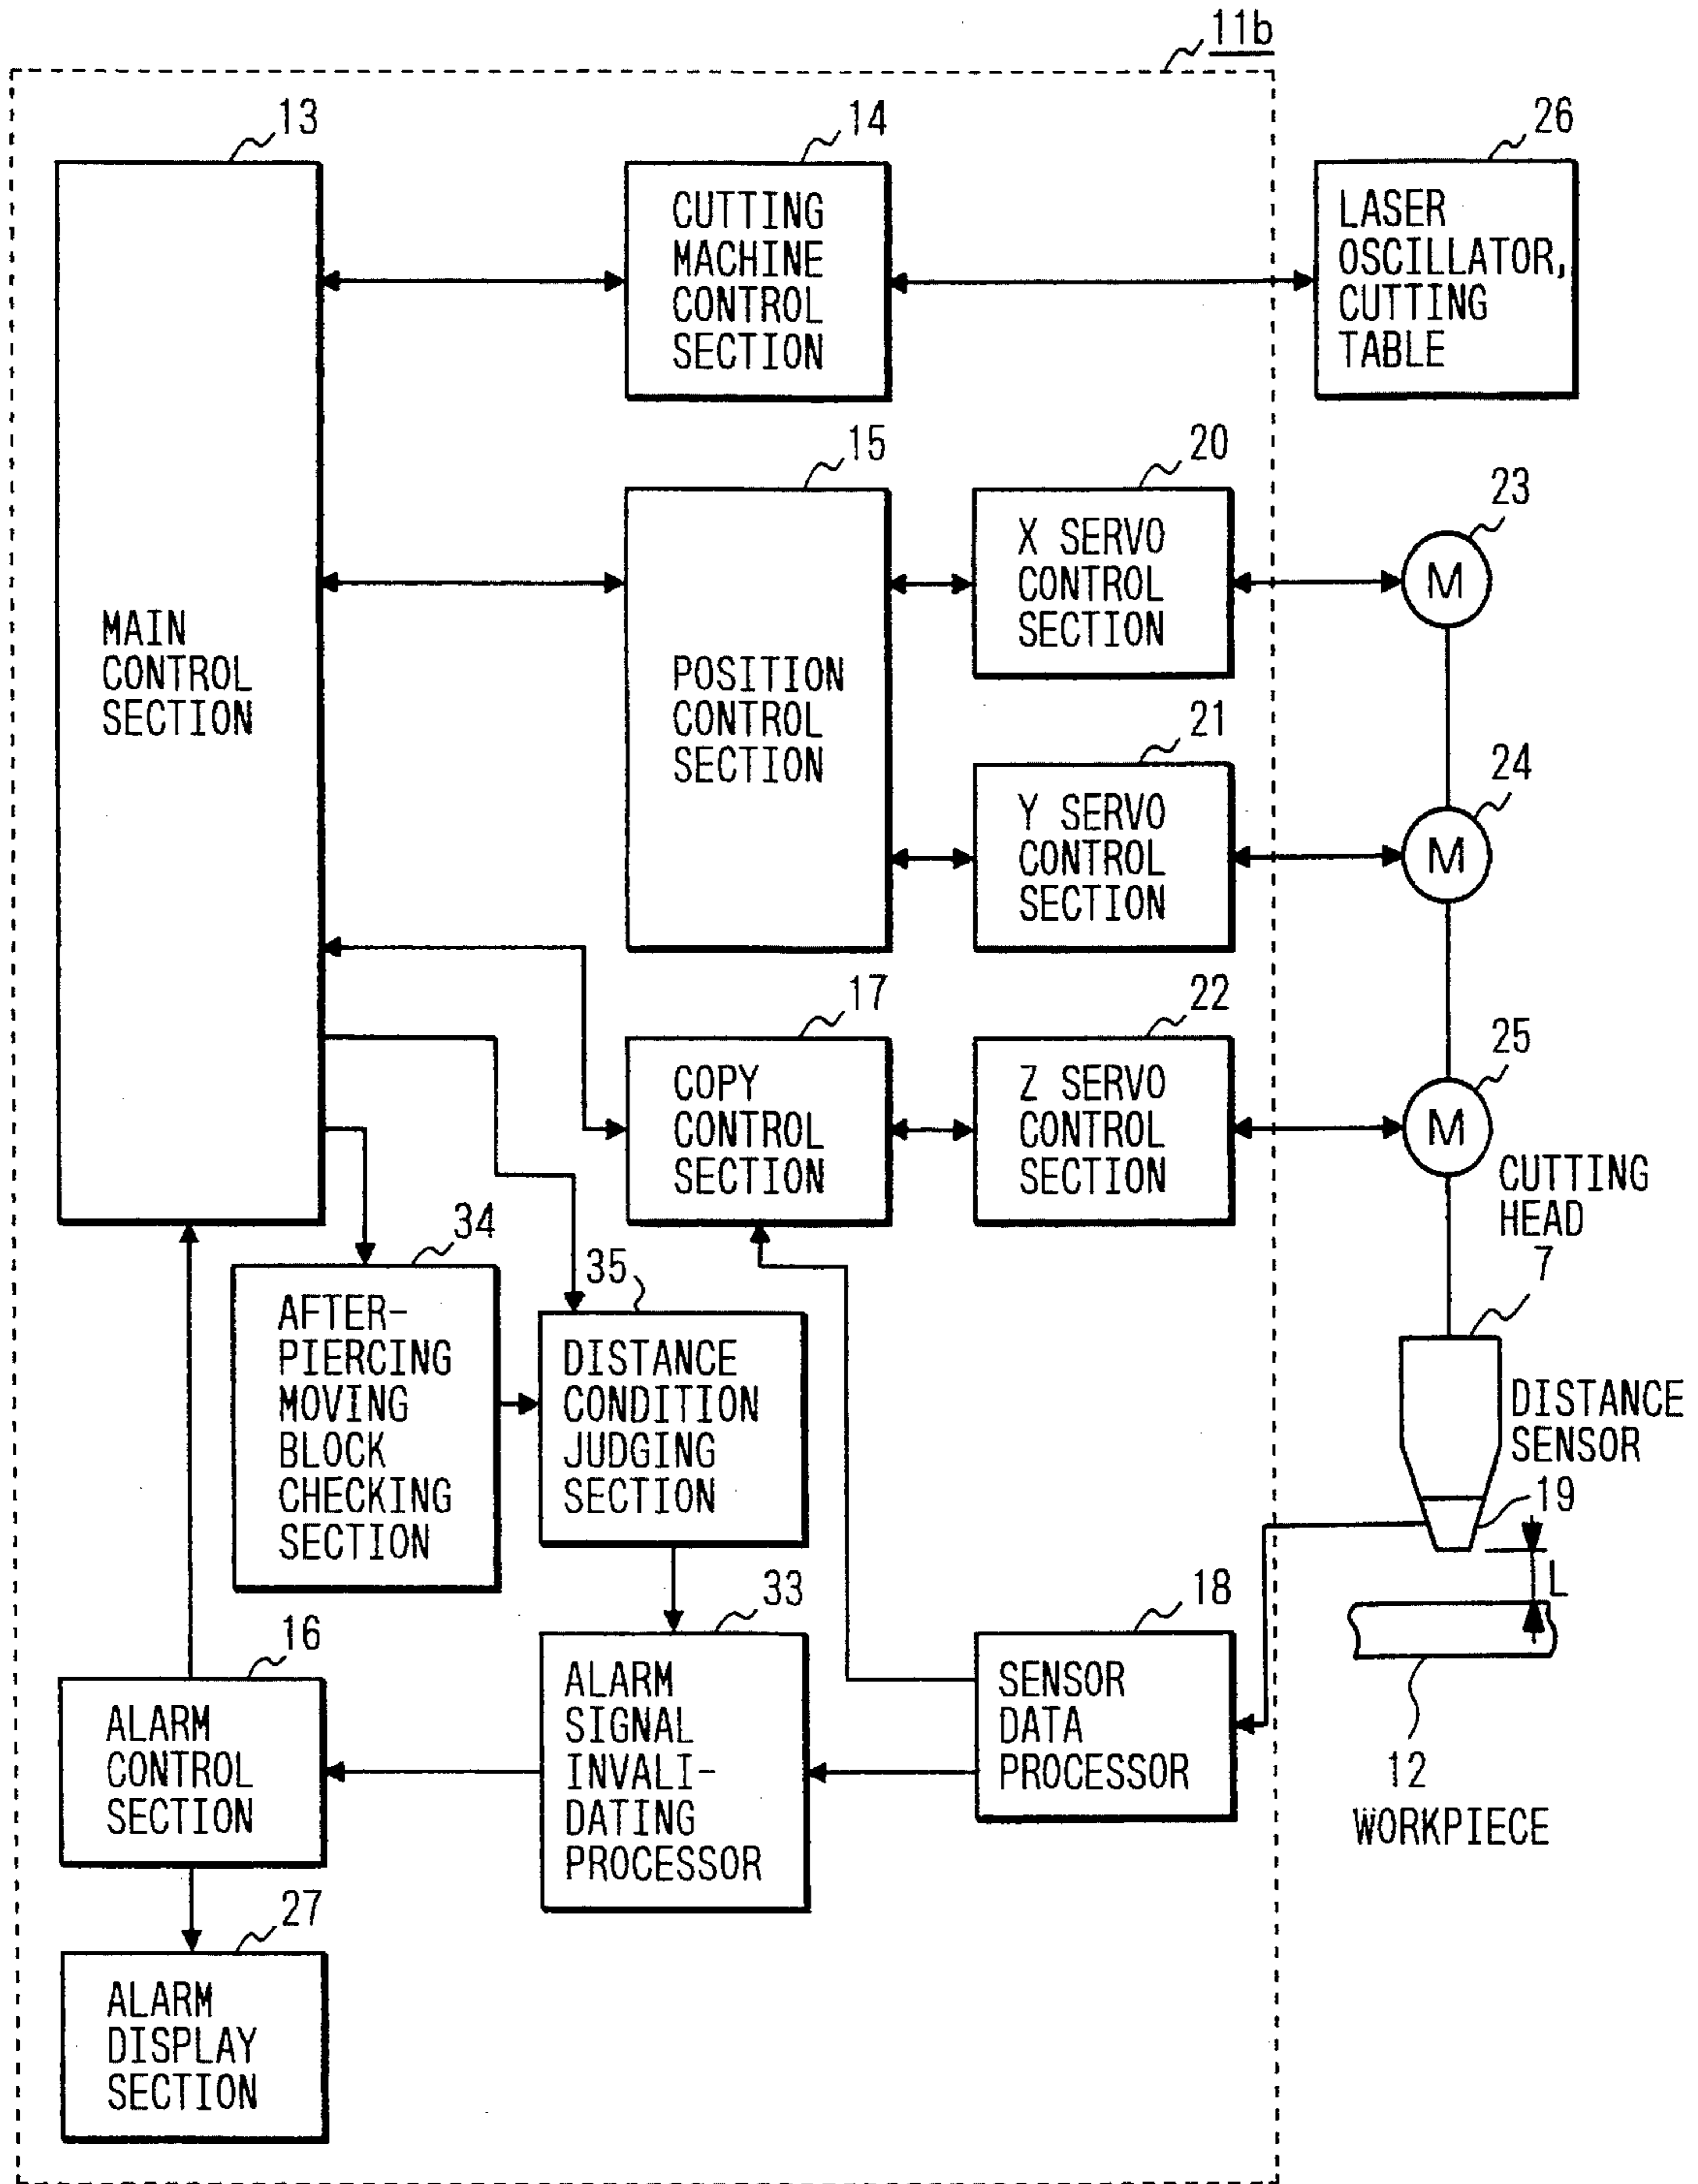 11b
13
14
26
MAIN
CONTROL
SECTION
CUTTING
MACHINE
CONTROL
SECTION
LASER
OSCILLATOR,
CUTTING
TABLE
15
20
23
POSITION
CONTROL
SECTION
X SERVO
CONTROL
SECTION
M
21
24
Y SERVO
CONTROL
SECTION
M
17
22
25
COPY
CONTROL
SECTION
Z SERVO
CONTROL
SECTION
M
CUTTING
HEAD
7
34
35
AFTER-
PIERCING
MOVING
BLOCK
CHECKING
SECTION
DISTANCE
CONDITION
JUDGING
SECTION
DISTANCE
SENSOR
19
L
16
33
18
ALARM
CONTROL
SECTION
ALARM
SIGNAL
INVALI-
DATING
PROCESSOR
SENSOR
DATA
PROCESSOR
12
WORKPIECE
27
ALARM
DISPLAY
SECTION